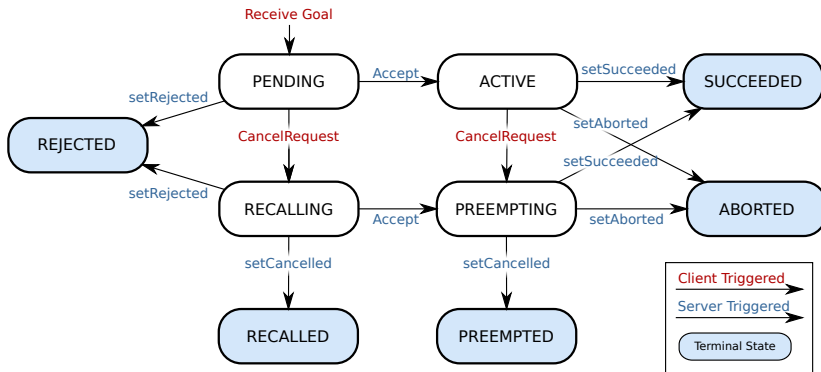 Receive Goal
PENDING
Accept
ACTIVE
setSucceeded
SUCCEEDED
setRejected
setAborted
REJECTED
CancelRequest
CancelRequest
setSucceeded
setRejected
RECALLING
Accept
PREEMPTING
setAborted
ABORTED
setCancelled
setCancelled
RECALLED
PREEMPTED
Client Triggered
Server Triggered
Terminal State